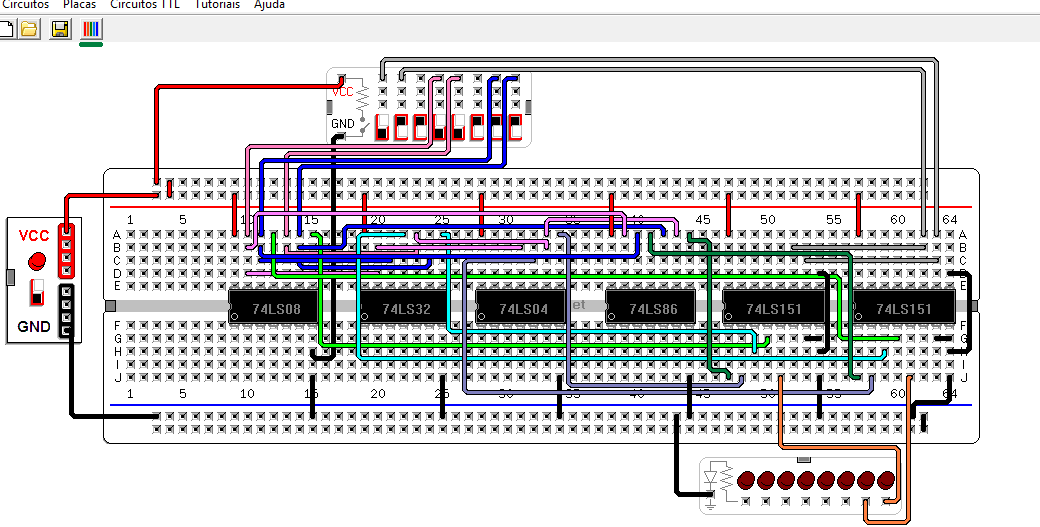 Circuitos Placas Circuitos TTL Tutoriais Ajuda
VCC
GND
1 5 15 20 25 30 40 45 50 55 60 64
A
B
C
D
E
VCC
GND
74LS08 74LS32 74LS04 et 74LS86 74LS151 74LS151
F
G
H
I
J
A
B
C
D
E
F
G
H
I
J
1 5 10 15 20 25 30 35 40 45 50 55 60 64